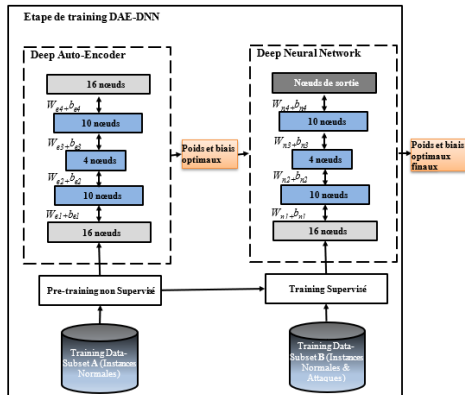 Etape de training DAE-DNN
Deep Auto-Encoder
16 nœuds
We4+be4
10 nœuds
We3+be3
4 nœuds
We2+be2
10 nœuds
We1+be1
16 nœuds
Poids et biais
optimaux
Deep Neural Network
Nœuds de sortie
Wn4+bn4
10 nœuds
Wn3+bn3
4 nœuds
Wn2+bn2
10 nœuds
Wn1+bn1
16 nœuds
Poids et biais
optimaux
finaux
Pre-training non Supervisé
Training Supervisé
Training Data-
Subset A (Instances
Normales)
Training Data-
Subset B (Instances
Normales &
Attaques)